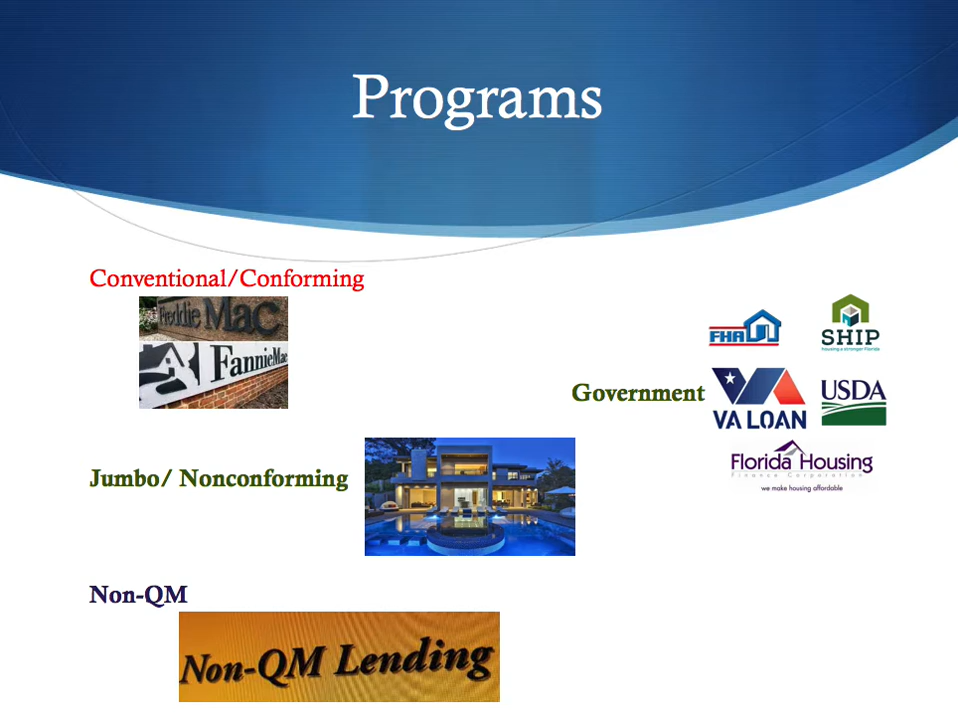 Programs
Conventional/Conforming
Freddie Mac
FannieMae
Government
FHA
SHIP
housing a stronger Florida
VA LOAN
USDA
Florida Housing
Finance Corporation
we make housing affordable
Jumbo/ Nonconforming
Non-QM
Non-QM Lending